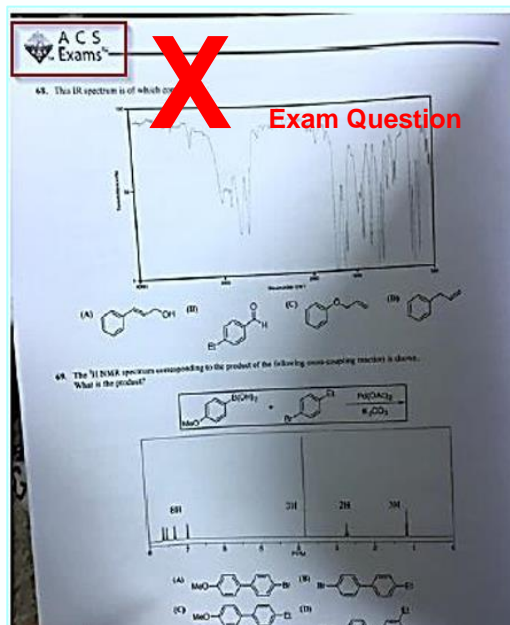 A C S
Exams
X
Exam Question
68. This IR spectrum is of which
(A) OH (B) O H Et (C) O (D)
69. The ¹H NMR spectrum corresponding to the product of the following cross-coupling reaction is shown.
What is the product?
MeO B(OH)₂ + Br Et Pd(OAc)₂
K₂CO₃
8H 3H 2H 3H
PPM
(A) MeO Br (B) Br Et
(C) MeO Et (D) Et